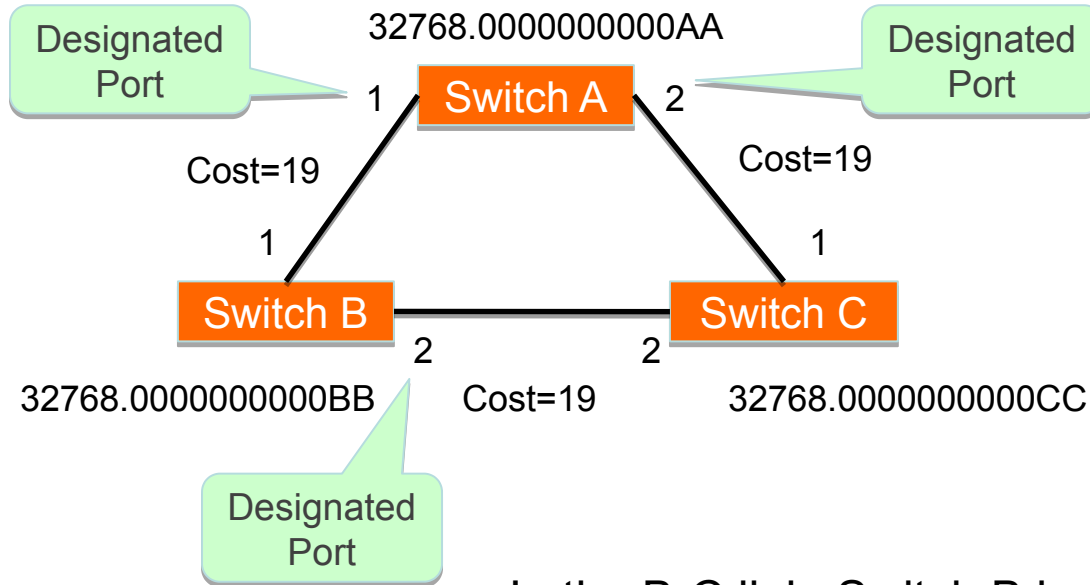 32768.0000000000AA
Designated
Port
Designated
Port
1
Switch A
2
Cost=19
Cost=19
1
1
Switch B
Switch C
2
2
32768.0000000000BB
Cost=19
32768.0000000000CC
Designated
Port